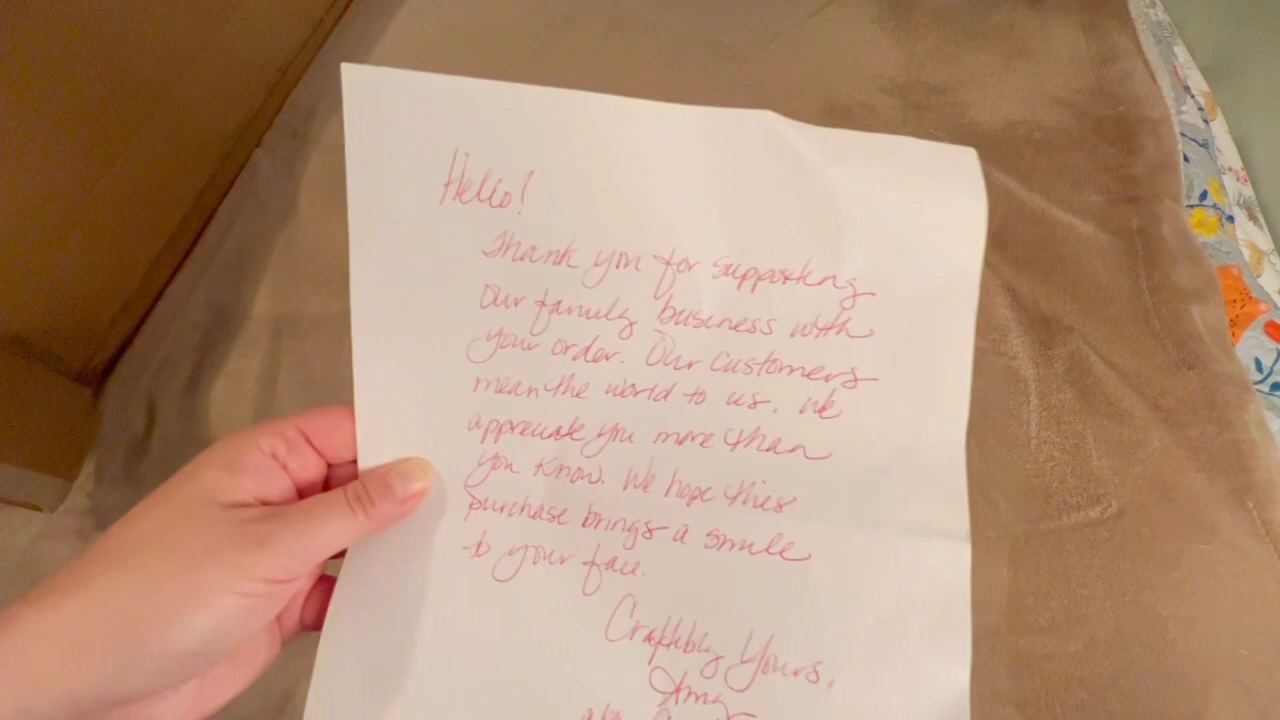 Hello!
Thank you for supporting
our family business with
your order. Our customers
mean the world to us. We
appreciate you more than
you know. We hope this
purchase brings a smile
to your face.
Craftibly Yours,
Amy